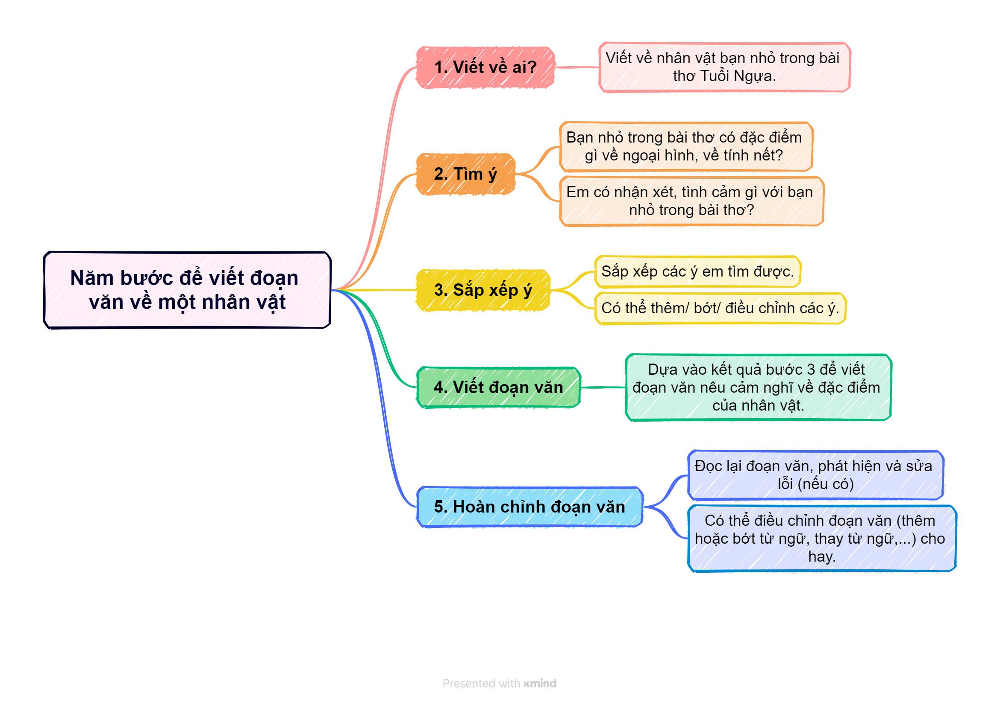 Năm bước để viết đoạn
văn về một nhân vật
1. Viết về ai?
Viết về nhân vật bạn nhỏ trong bài
thơ Tuổi Ngựa.
2. Tìm ý
Bạn nhỏ trong bài thơ có đặc điểm
gì về ngoại hình, về tính nết?
Em có nhận xét, tình cảm gì với bạn
nhỏ trong bài thơ?
3. Sắp xếp ý
Sắp xếp các ý em tìm được.
Có thể thêm/ bớt/ điều chỉnh các ý.
4. Viết đoạn văn
Dựa vào kết quả bước 3 để viết
đoạn văn nêu cảm nghĩ về đặc điểm
của nhân vật.
5. Hoàn chỉnh đoạn văn
Đọc lại đoạn văn, phát hiện và sửa
lỗi (nếu có)
Có thể điều chỉnh đoạn văn (thêm
hoặc bớt từ ngữ, thay từ ngữ,...) cho
hay.
Presented with xmind